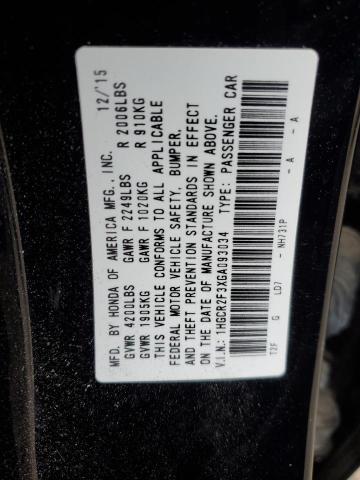 MFD. BY HONDA OF AMERICA MFG., INC. 12/'15
GVWR 4200LBS GAWR F 2249LBS R 2006LBS
GVWR 1905KG GAWR F 1020KG R 910KG
THIS VEHICLE CONFORMS TO ALL APPLICABLE
FEDERAL MOTOR VEHICLE SAFETY, BUMPER,
AND THEFT PREVENTION STANDARDS IN EFFECT
ON THE DATE OF MANUFACTURE SHOWN ABOVE.
V.I.N.: 1HGCR2F3XGA093034 TYPE: PASSENGER CAR
T2F G LD7 - NH731P - A - A